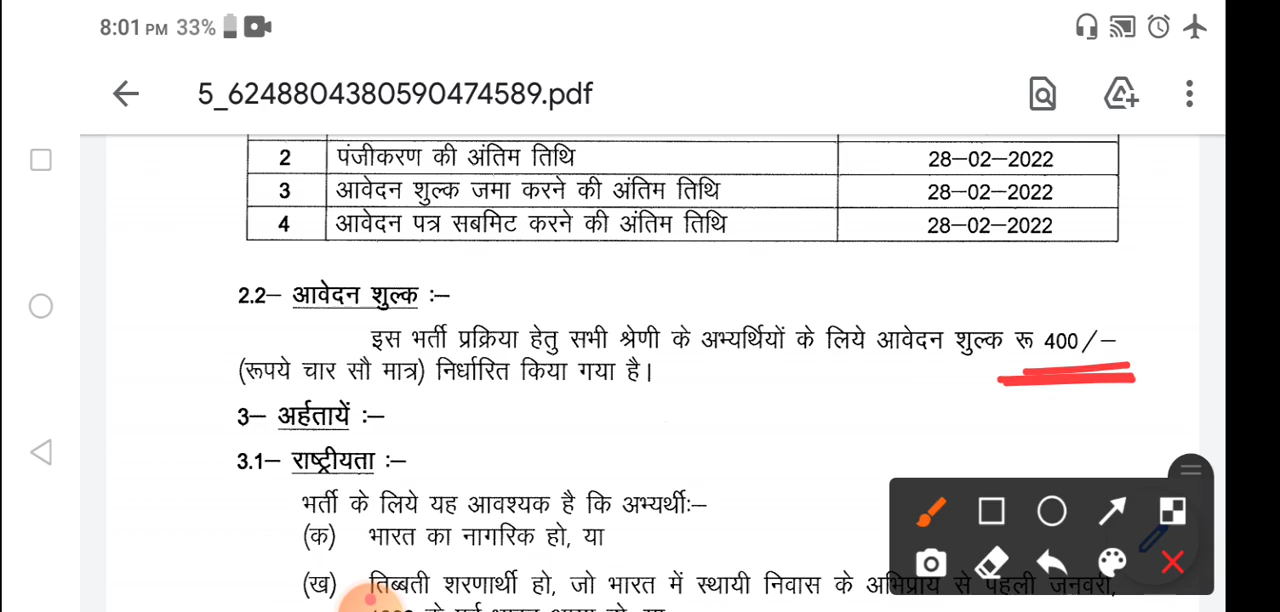 8:01 PM 33%
5_6248804380590474589.pdf
2 पंजीकरण की अंतिम तिथि 28–02–2022
3 आवेदन शुल्क जमा करने की अंतिम तिथि 28–02–2022
4 आवेदन पत्र सबमिट करने की अंतिम तिथि 28–02–2022
2.2– आवेदन शुल्क :–
इस भर्ती प्रक्रिया हेतु सभी श्रेणी के अभ्यर्थियों के लिये आवेदन शुल्क रू 400/–
(रूपये चार सौ मात्र) निर्धारित किया गया है।
3– अर्हतायें :–
3.1– राष्ट्रीयता :–
भर्ती के लिये यह आवश्यक है कि अभ्यर्थी:–
(क) भारत का नागरिक हो, या
(ख) तिब्बती शरणार्थी हो, जो भारत में स्थायी निवास के अभिप्राय से पहली जनवरी,